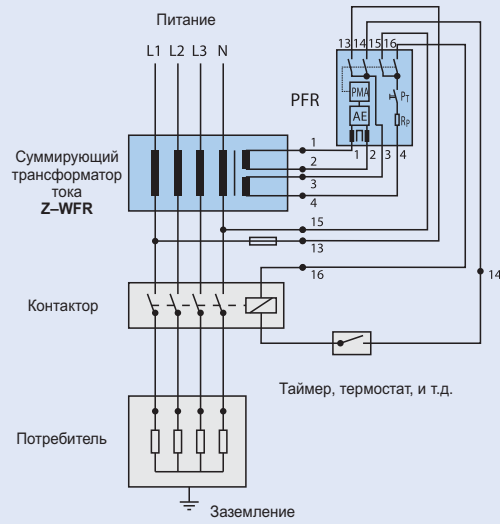 Питание
L1 L2 L3 N
13 14 15 16
PFR
PMA
AE
PT
RP
1 2 3 4
Суммирующий
трансформатор
тока
Z–WFR
1
2
3
4
15
13
16
14
Контактор
Таймер, термостат, и т.д.
Потребитель
Заземление